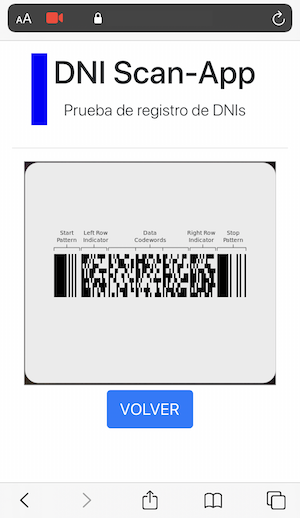 AA
DNI Scan-App
Prueba de registro de DNIs
Start Left Row Data Right Row Stop
Pattern Indicator Codewords Indicator Pattern
VOLVER